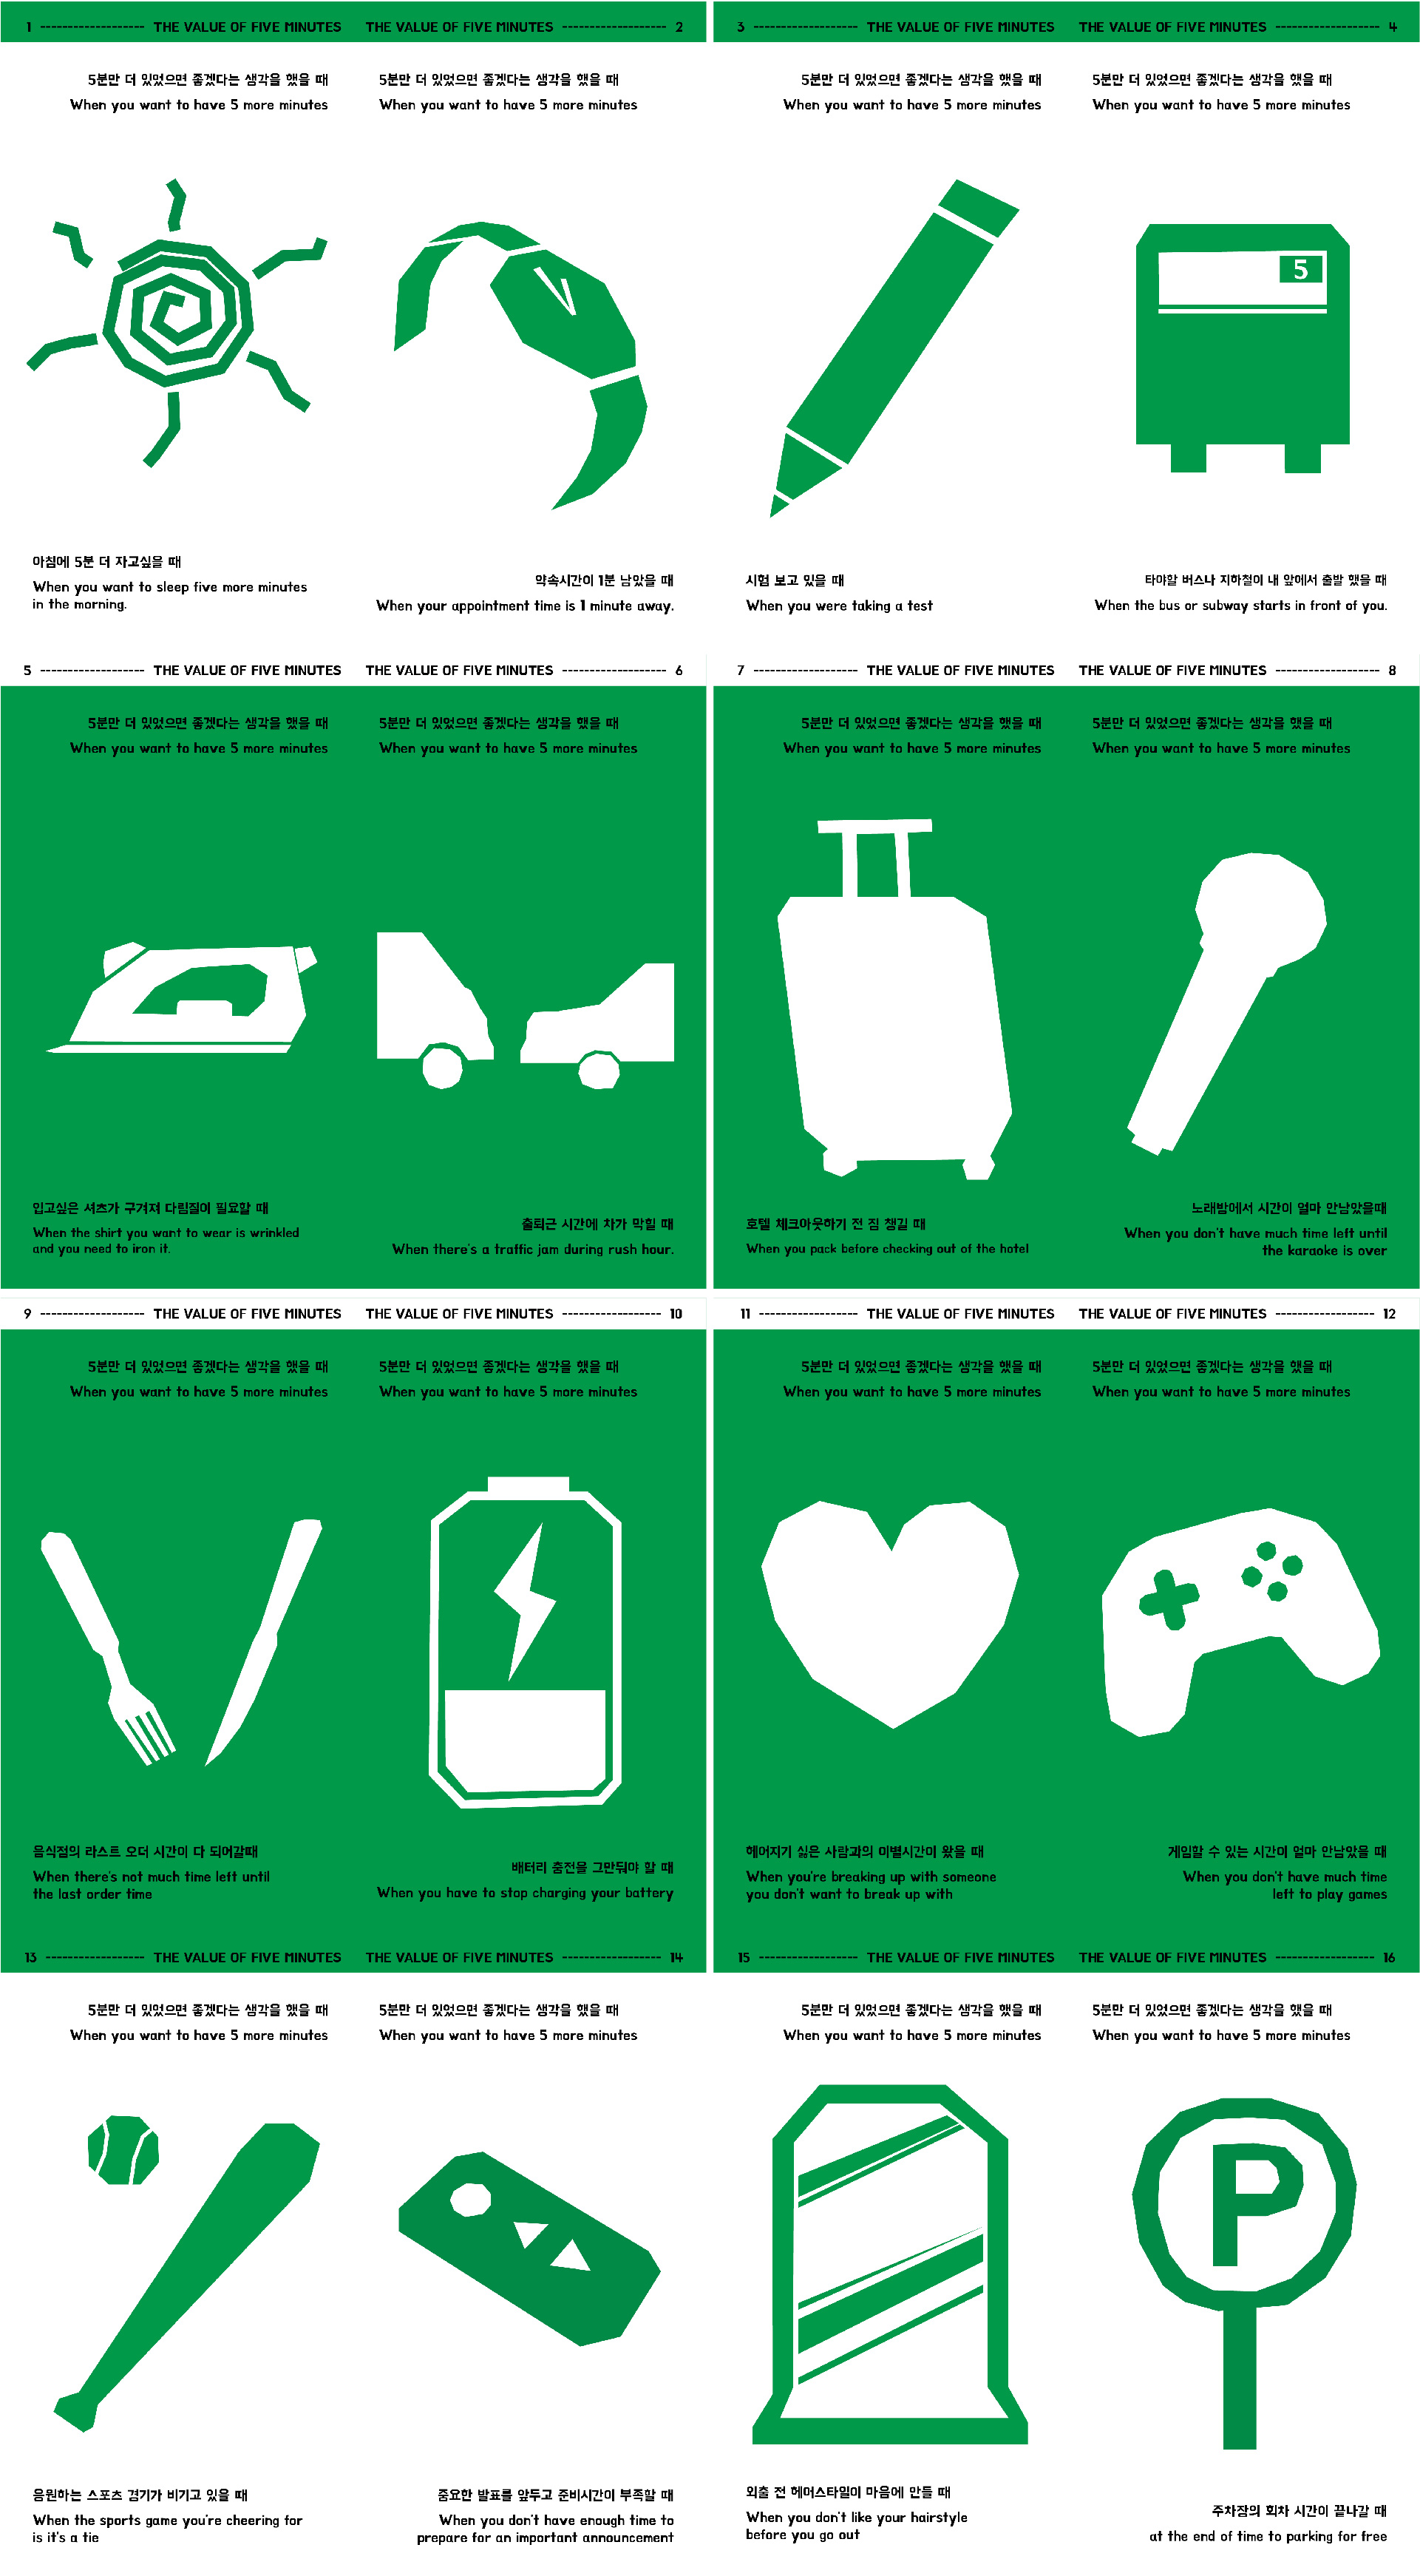 1 ------------------- THE VALUE OF FIVE MINUTES
5분만 더 있었으면 좋겠다는 생각을 했을 때
When you want to have 5 more minutes
아침에 5분 더 자고싶을 때
When you want to sleep five more minutes
in the morning.
THE VALUE OF FIVE MINUTES ------------------- 2
5분만 더 있었으면 좋겠다는 생각을 했을 때
When you want to have 5 more minutes
약속시간이 1분 남았을 때
When your appointment time is 1 minute away.
3 ------------------- THE VALUE OF FIVE MINUTES
5분만 더 있었으면 좋겠다는 생각을 했을 때
When you want to have 5 more minutes
시험 보고 있을 때
When you were taking a test
THE VALUE OF FIVE MINUTES ------------------- 4
5분만 더 있었으면 좋겠다는 생각을 했을 때
When you want to have 5 more minutes
5
타야할 버스나 지하철이 내 앞에서 출발 했을 때
When the bus or subway starts in front of you.
5 ------------------- THE VALUE OF FIVE MINUTES
5분만 더 있었으면 좋겠다는 생각을 했을 때
When you want to have 5 more minutes
입고싶은 셔츠가 구겨져 다림질이 필요할 때
When the shirt you want to wear is wrinkled
and you need to iron it.
THE VALUE OF FIVE MINUTES ------------------- 6
5분만 더 있었으면 좋겠다는 생각을 했을 때
When you want to have 5 more minutes
출퇴근 시간에 차가 막힐 때
When there's a traffic jam during rush hour.
7 ------------------- THE VALUE OF FIVE MINUTES
5분만 더 있었으면 좋겠다는 생각을 했을 때
When you want to have 5 more minutes
호텔 체크아웃하기 전 짐 챙길 때
When you pack before checking out of the hotel
THE VALUE OF FIVE MINUTES ------------------- 8
5분만 더 있었으면 좋겠다는 생각을 했을 때
When you want to have 5 more minutes
노래방에서 시간이 얼마 안남았을때
When you don't have much time left until
the karaoke is over
9 ------------------- THE VALUE OF FIVE MINUTES
5분만 더 있었으면 좋겠다는 생각을 했을 때
When you want to have 5 more minutes
음식점의 라스트 오더 시간이 다 되어갈때
When there's not much time left until
the last order time
THE VALUE OF FIVE MINUTES ------------------ 10
5분만 더 있었으면 좋겠다는 생각을 했을 때
When you want to have 5 more minutes
배터리 충전을 그만둬야 할 때
When you have to stop charging your battery
11 ------------------ THE VALUE OF FIVE MINUTES
5분만 더 있었으면 좋겠다는 생각을 했을 때
When you want to have 5 more minutes
헤어지기 싫은 사람과의 이별시간이 왔을 때
When you're breaking up with someone
you don't want to break up with
THE VALUE OF FIVE MINUTES ------------------ 12
5분만 더 있었으면 좋겠다는 생각을 했을 때
When you want to have 5 more minutes
게임할 수 있는 시간이 얼마 안남았을 때
When you don't have much time
left to play games
13 ------------------ THE VALUE OF FIVE MINUTES
5분만 더 있었으면 좋겠다는 생각을 했을 때
When you want to have 5 more minutes
응원하는 스포츠 경기가 비기고 있을 때
When the sports game you're cheering for
is it's a tie
THE VALUE OF FIVE MINUTES ------------------ 14
5분만 더 있었으면 좋겠다는 생각을 했을 때
When you want to have 5 more minutes
중요한 발표를 앞두고 준비시간이 부족할 때
When you don't have enough time to
prepare for an important announcement
15 ------------------ THE VALUE OF FIVE MINUTES
5분만 더 있었으면 좋겠다는 생각을 했을 때
When you want to have 5 more minutes
외출 전 헤어스타일이 마음에 안들 때
When you don't like your hairstyle
before you go out
THE VALUE OF FIVE MINUTES ------------------ 16
5분만 더 있었으면 좋겠다는 생각을 했을 때
When you want to have 5 more minutes
P
주차장의 회차 시간이 끝나갈 때
at the end of time to parking for free